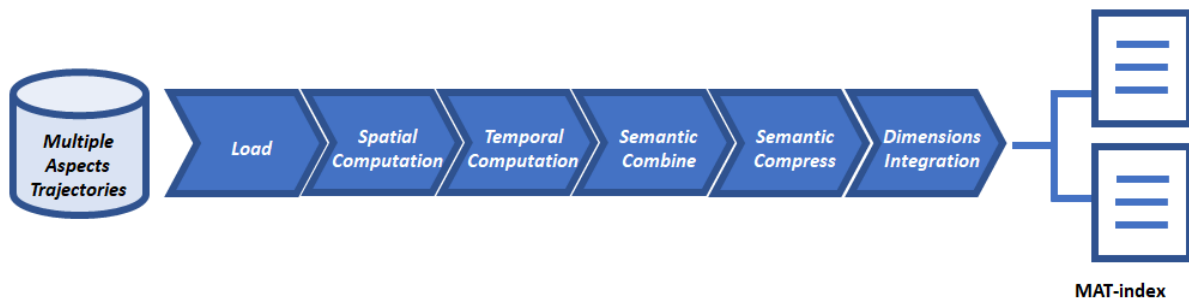 Multiple
Aspects
Trajectories
Load
Spatial
Computation
Temporal
Computation
Semantic
Combine
Semantic
Compress
Dimensions
Integration
MAT-index